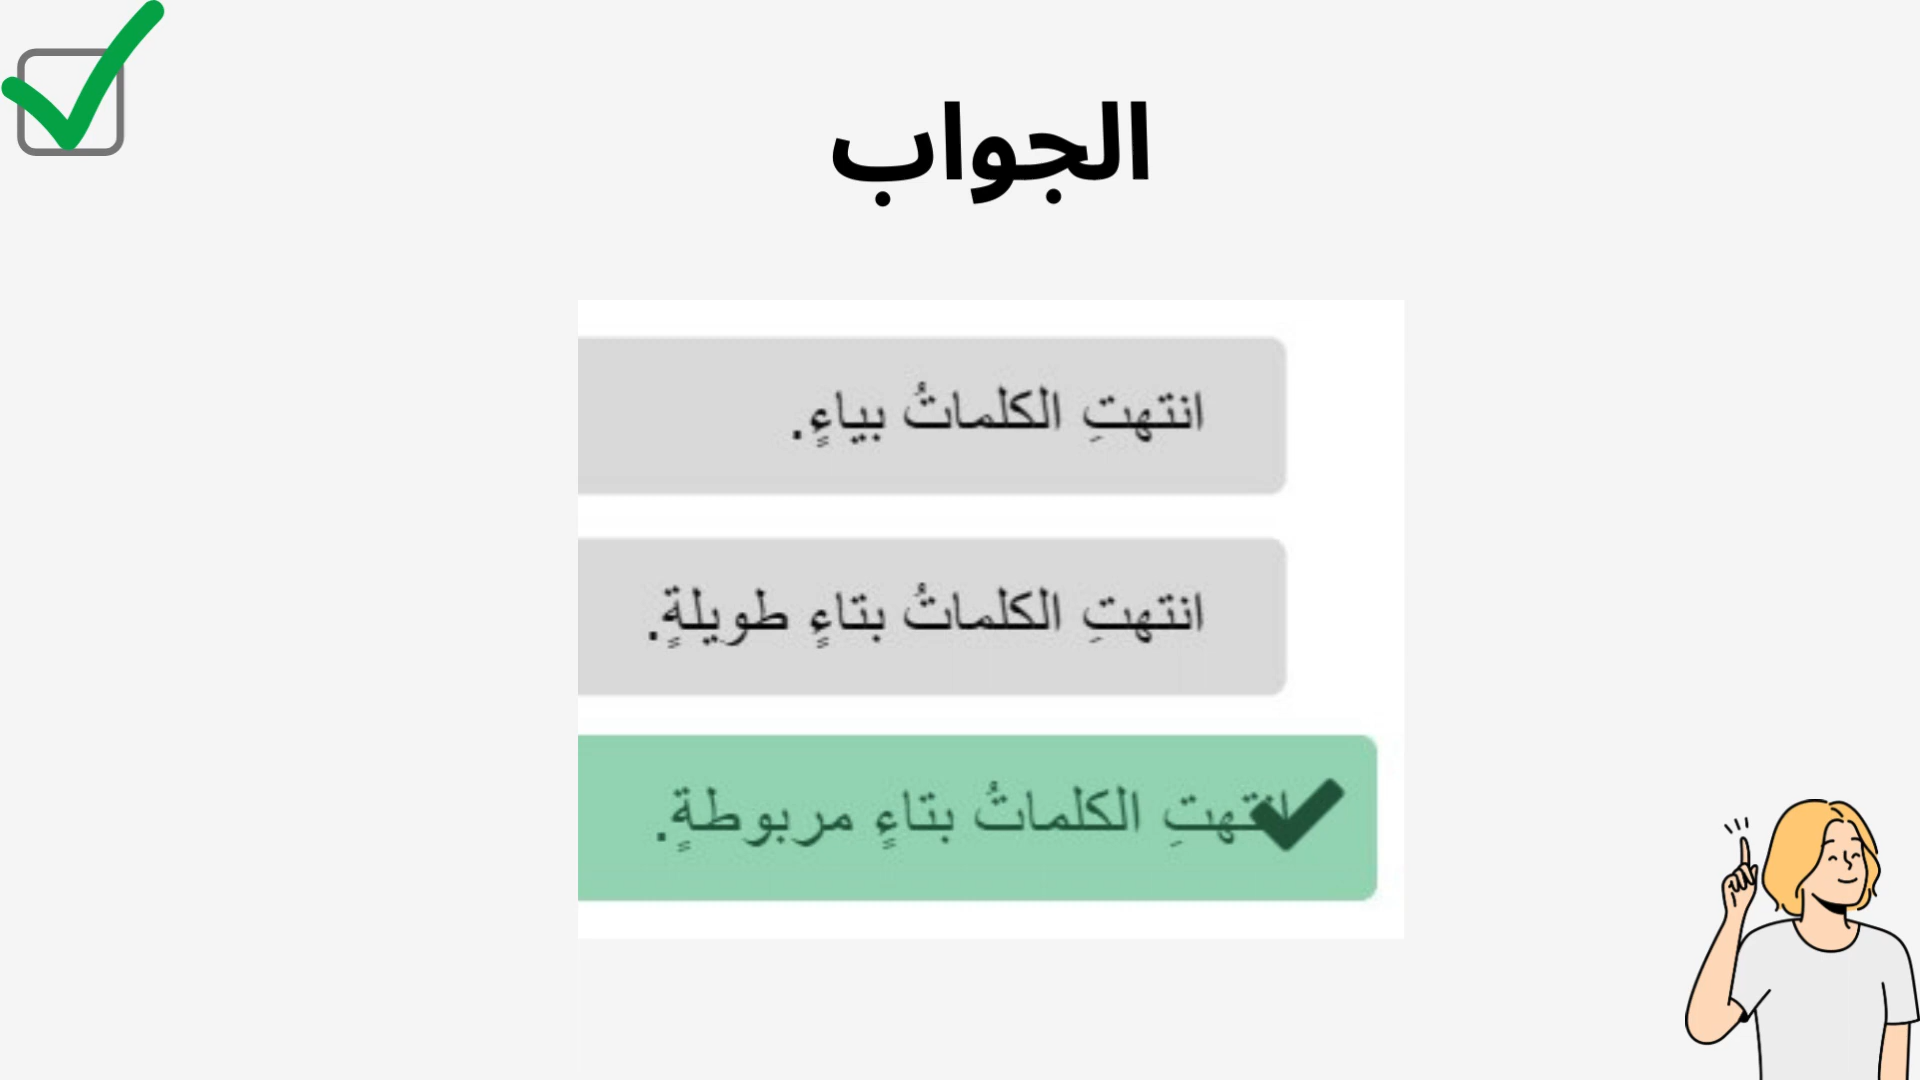 الجواب
انتهتِ الكلماتُ بياءٍ.
انتهتِ الكلماتُ بتاءٍ طويلةٍ.
انتهتِ الكلماتُ بتاءٍ مربوطةٍ.